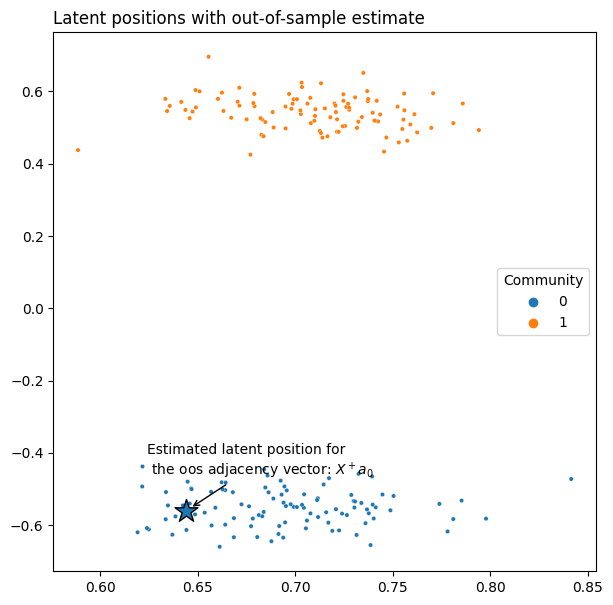 Latent positions with out-of-sample estimate
0.6
0.4
0.2
0.0
−0.2
−0.4
−0.6
Community
0
1
Estimated latent position for
the oos adjacency vector: X⁺a₀
0.60 0.65 0.70 0.75 0.80 0.85